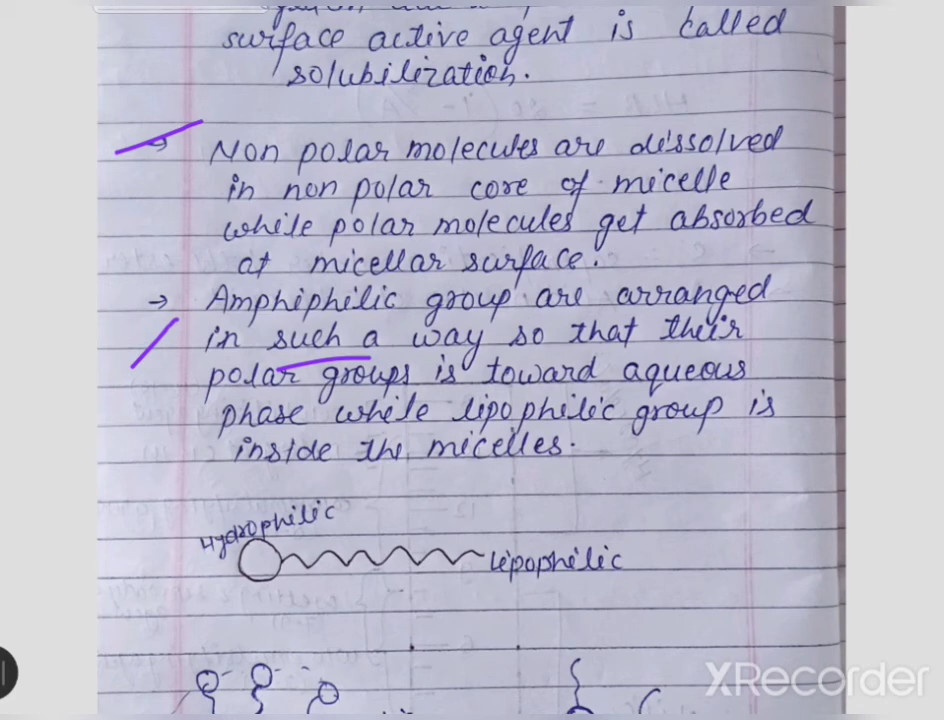 surface active agent is called
solubilization.
→ Non polar molecules are dissolved
in non polar core of micelle
while polar molecules get absorbed
at micellar surface.
→ Amphiphilic group are arranged
in such a way so that their
polar groups is toward aqueous
phase while lipophilic group is
inside the micelles.
Hydrophilic
Lipophilic
XRecorder